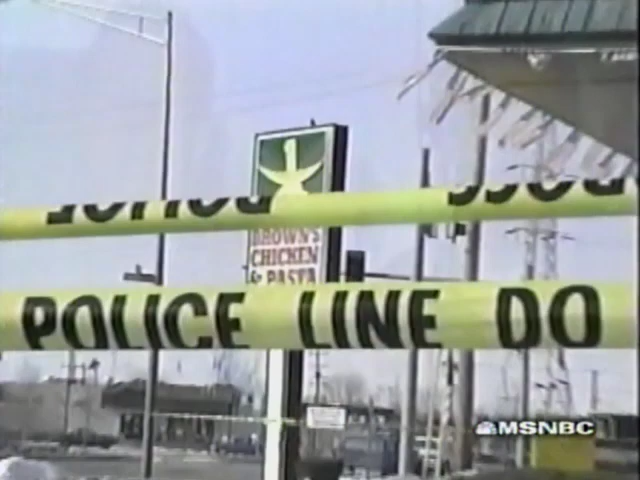 BROWN'S
CHICKEN
& PASTA
POLICE LINE DO
MSNBC